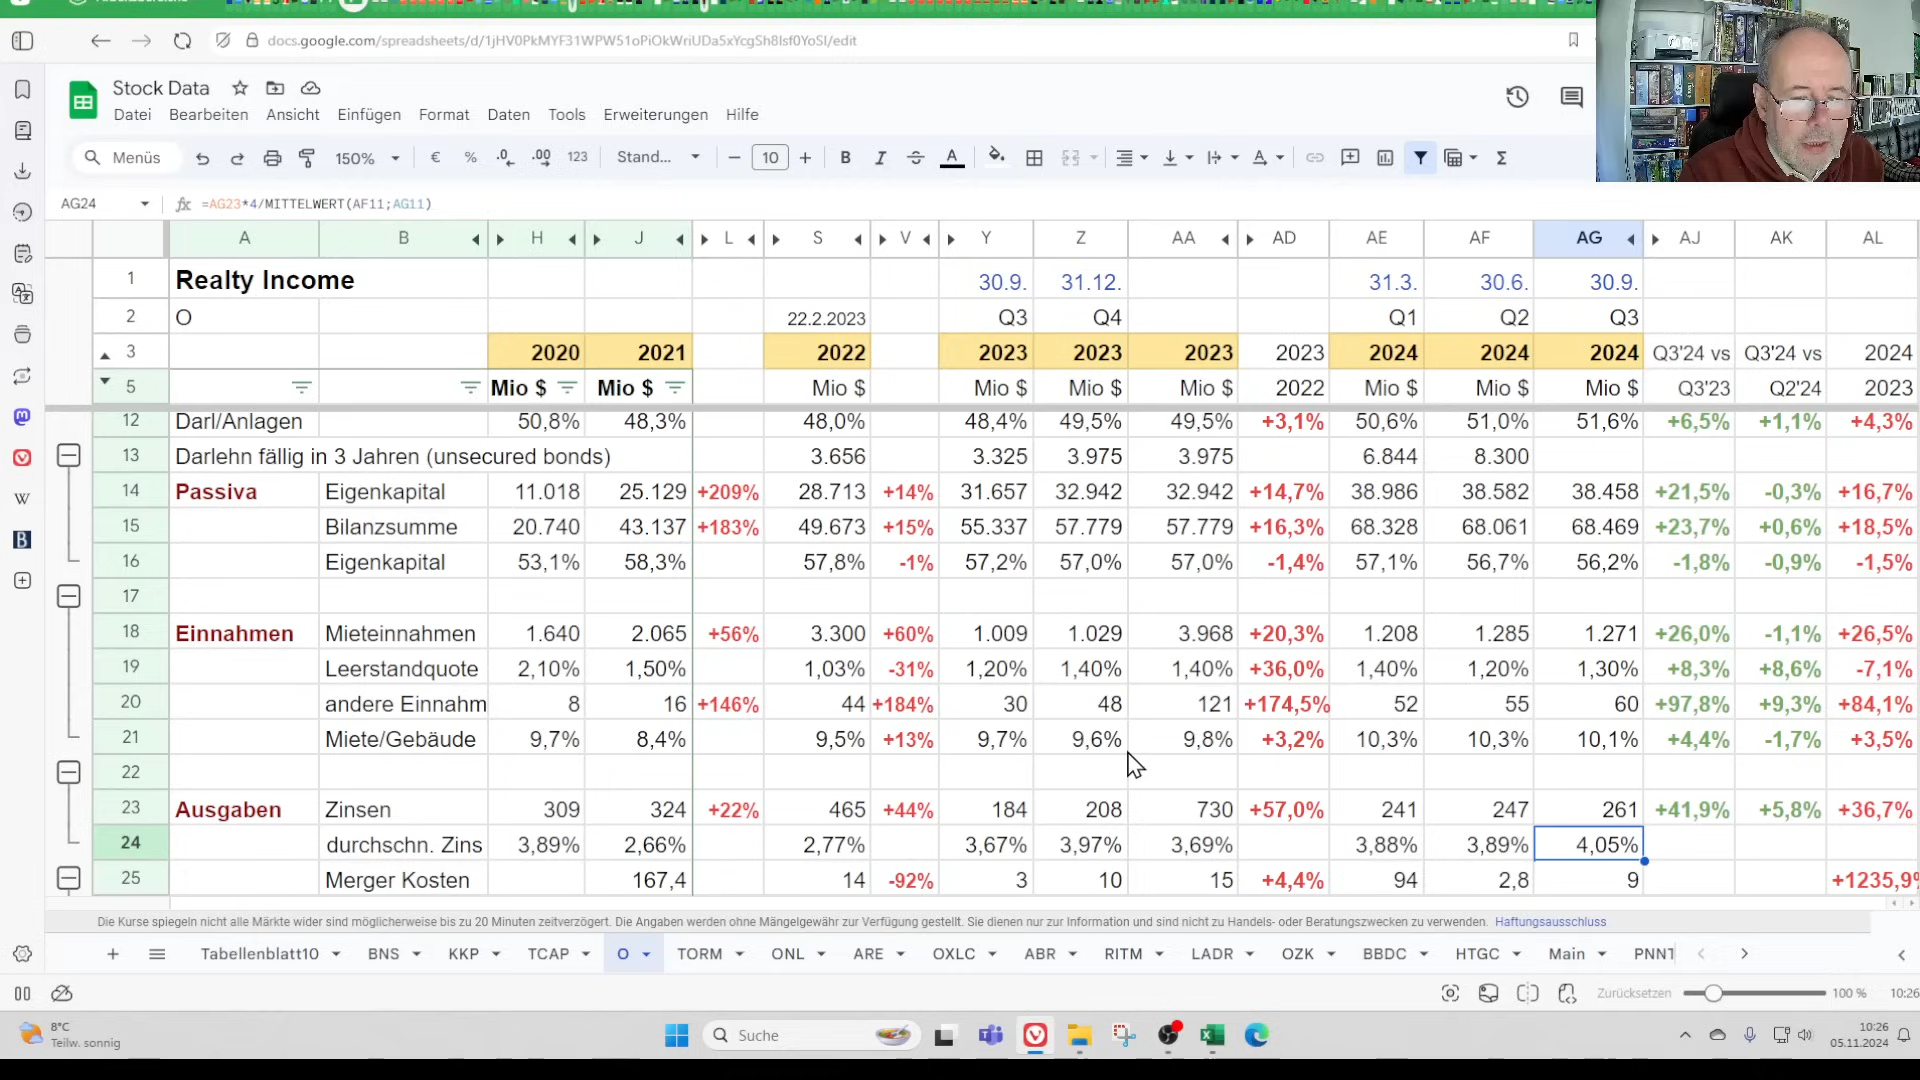 docs.google.com/spreadsheets/d/1jHV0PkMYF31WPW51oPiOkWriUDa5xYcgSh8lsf0YoSI/edit
Stock Data
Datei Bearbeiten Ansicht Einfügen Format Daten Tools Erweiterungen Hilfe
Menüs 150% € % .0 .00 123 Stand... − 10 + B I A Σ
AG24 fx =AG23*4/MITTELWERT(AF11;AG11)
A B H J L S V Y Z AA AD AE AF AG AJ AK AL
1 Realty Income 30.9. 31.12. 31.3. 30.6. 30.9.
2 O 22.2.2023 Q3 Q4 Q1 Q2 Q3
3 2020 2021 2022 2023 2023 2023 2023 2024 2024 2024 Q3'24 vs Q3'24 vs 2024
5 Mio $ Mio $ Mio $ Mio $ Mio $ Mio $ 2022 Mio $ Mio $ Mio $ Q3'23 Q2'24 2023
12 Darl/Anlagen 50,8% 48,3% 48,0% 48,4% 49,5% 49,5% +3,1% 50,6% 51,0% 51,6% +6,5% +1,1% +4,3%
13 Darlehn fällig in 3 Jahren (unsecured bonds) 3.656 3.325 3.975 3.975 6.844 8.300
14 Passiva Eigenkapital 11.018 25.129 +209% 28.713 +14% 31.657 32.942 32.942 +14,7% 38.986 38.582 38.458 +21,5% -0,3% +16,7%
15 Bilanzsumme 20.740 43.137 +183% 49.673 +15% 55.337 57.779 57.779 +16,3% 68.328 68.061 68.469 +23,7% +0,6% +18,5%
16 Eigenkapital 53,1% 58,3% 57,8% -1% 57,2% 57,0% 57,0% -1,4% 57,1% 56,7% 56,2% -1,8% -0,9% -1,5%
17
18 Einnahmen Mieteinnahmen 1.640 2.065 +56% 3.300 +60% 1.009 1.029 3.968 +20,3% 1.208 1.285 1.271 +26,0% -1,1% +26,5%
19 Leerstandquote 2,10% 1,50% 1,03% -31% 1,20% 1,40% 1,40% +36,0% 1,40% 1,20% 1,30% +8,3% +8,6% -7,1%
20 andere Einnahm 8 16 +146% 44 +184% 30 48 121 +174,5% 52 55 60 +97,8% +9,3% +84,1%
21 Miete/Gebäude 9,7% 8,4% 9,5% +13% 9,7% 9,6% 9,8% +3,2% 10,3% 10,3% 10,1% +4,4% -1,7% +3,5%
22
23 Ausgaben Zinsen 309 324 +22% 465 +44% 184 208 730 +57,0% 241 247 261 +41,9% +5,8% +36,7%
24 durchschn. Zins 3,89% 2,66% 2,77% 3,67% 3,97% 3,69% 3,88% 3,89% 4,05%
25 Merger Kosten 167,4 14 -92% 3 10 15 +4,4% 94 2,8 9 +1235,9%
Die Kurse spiegeln nicht alle Märkte wider sind möglicherweise bis zu 20 Minuten zeitverzögert. Die Angaben werden ohne Mängelgewähr zur Verfügung gestellt. Sie dienen nur zur Information und sind nicht zu Handels- oder Beratungszwecken zu verwenden. Haftungsausschluss
+ Tabellenblatt10 BNS KKP TCAP O TORM ONL ARE OXLC ABR RITM LADR OZK BBDC HTGC Main PNNT
Zurücksetzen 100 % 10:26
8°C
Teilw. sonnig
Suche
10:26
05.11.2024